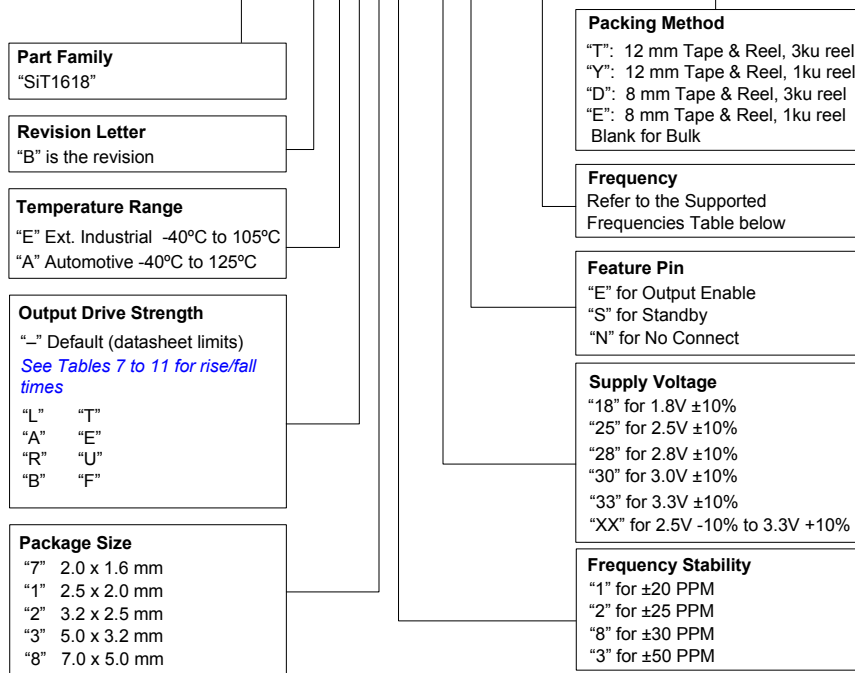 Part Family
“SiT1618”
Revision Letter
“B” is the revision
Temperature Range
“E” Ext. Industrial -40ºC to 105ºC
“A” Automotive -40ºC to 125ºC
Output Drive Strength
“–” Default (datasheet limits)
See Tables 7 to 11 for rise/fall
times
“L” “T”
“A” “E”
“R” “U”
“B” “F”
Package Size
“7” 2.0 x 1.6 mm
“1” 2.5 x 2.0 mm
“2” 3.2 x 2.5 mm
“3” 5.0 x 3.2 mm
“8” 7.0 x 5.0 mm
Packing Method
“T”: 12 mm Tape & Reel, 3ku reel
“Y”: 12 mm Tape & Reel, 1ku reel
“D”: 8 mm Tape & Reel, 3ku reel
“E”: 8 mm Tape & Reel, 1ku reel
Blank for Bulk
Frequency
Refer to the Supported
Frequencies Table below
Feature Pin
“E” for Output Enable
“S” for Standby
“N” for No Connect
Supply Voltage
“18” for 1.8V ±10%
“25” for 2.5V ±10%
“28” for 2.8V ±10%
“30” for 3.0V ±10%
“33” for 3.3V ±10%
“XX” for 2.5V -10% to 3.3V +10%
Frequency Stability
“1” for ±20 PPM
“2” for ±25 PPM
“8” for ±30 PPM
“3” for ±50 PPM